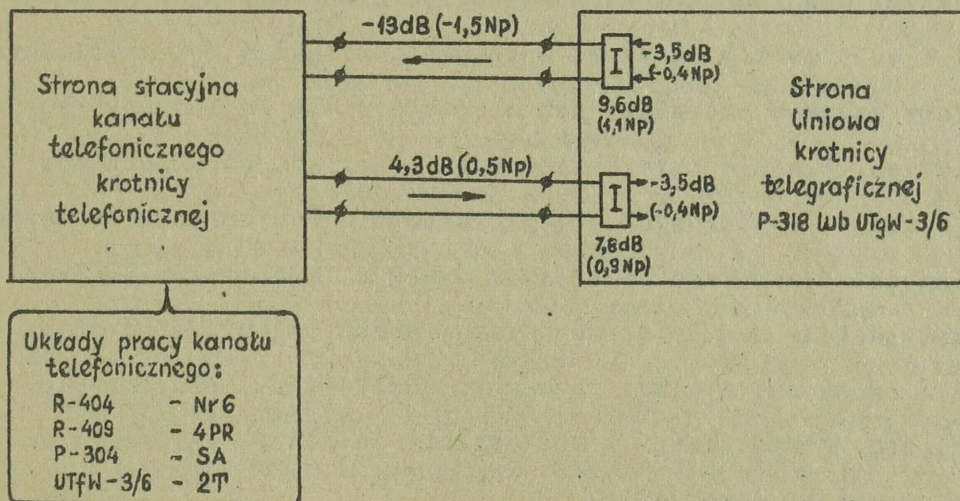 Strona stacyjna
kanału
telefonicznego
krotnicy
telefonicznej
-13dB (-1,5Np)
I
-3,5dB
(-0,4Np)
9,6dB
(1,1Np)
4,3dB (0,5Np)
I
-3,5dB
(-0,4Np)
7,8dB
(0,9Np)
Strona
liniowa
krotnicy
telegraficznej
P-318 lub UTgW-3/6
Układy pracy kanału
telefonicznego:
R-404 - Nr 6
R-409 - 4PR
P-304 - SA
UTfW-3/6 - 2T